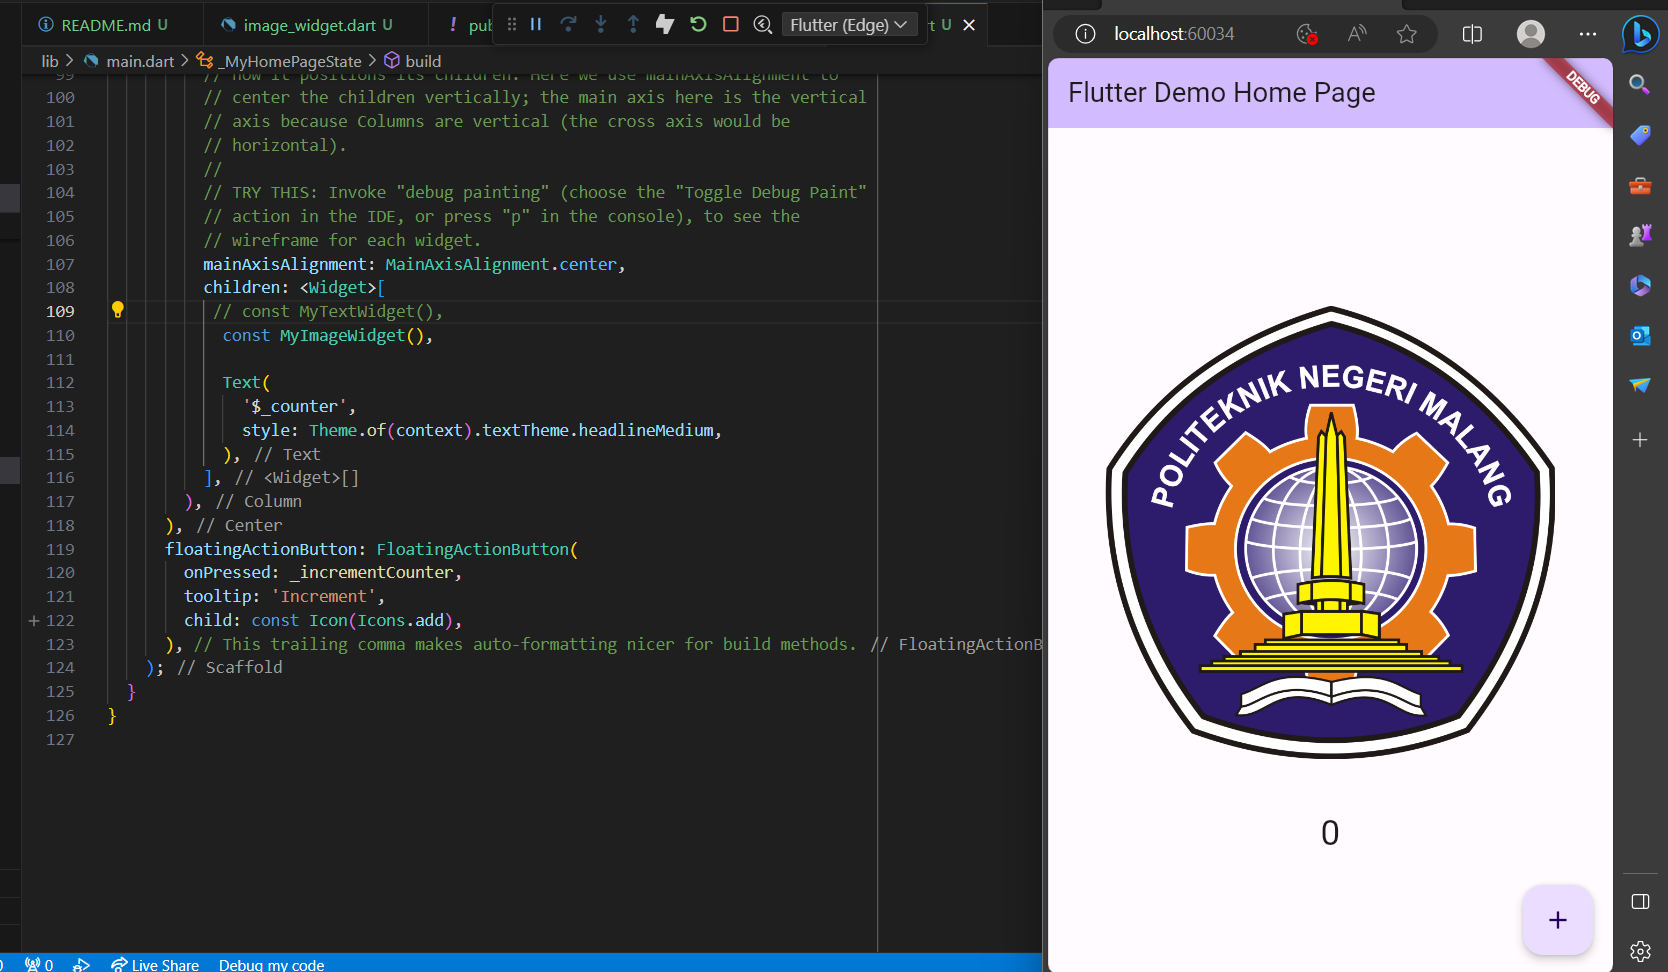 README.md U
image_widget.dart U
! pub
Flutter (Edge)
rt U
lib > main.dart > _MyHomePageState > build
99 // how it positions its children. Here we use mainAxisAlignment to
100 // center the children vertically; the main axis here is the vertical
101 // axis because Columns are vertical (the cross axis would be
102 // horizontal).
103 //
104 // TRY THIS: Invoke "debug painting" (choose the "Toggle Debug Paint"
105 // action in the IDE, or press "p" in the console), to see the
106 // wireframe for each widget.
107 mainAxisAlignment: MainAxisAlignment.center,
108 children: <Widget>[
109 // const MyTextWidget(),
110 const MyImageWidget(),
111
112 Text(
113 '$_counter',
114 style: Theme.of(context).textTheme.headlineMedium,
115 ), // Text
116 ], // <Widget>[]
117 ), // Column
118 ), // Center
119 floatingActionButton: FloatingActionButton(
120 onPressed: _incrementCounter,
121 tooltip: 'Increment',
122 child: const Icon(Icons.add),
123 ), // This trailing comma makes auto-formatting nicer for build methods. // FloatingActionB
124 ); // Scaffold
125 }
126 }
127
0 Live Share Debug my code
localhost:60034
Flutter Demo Home Page
DEBUG
POLITEKNIK NEGERI MALANG
0
+